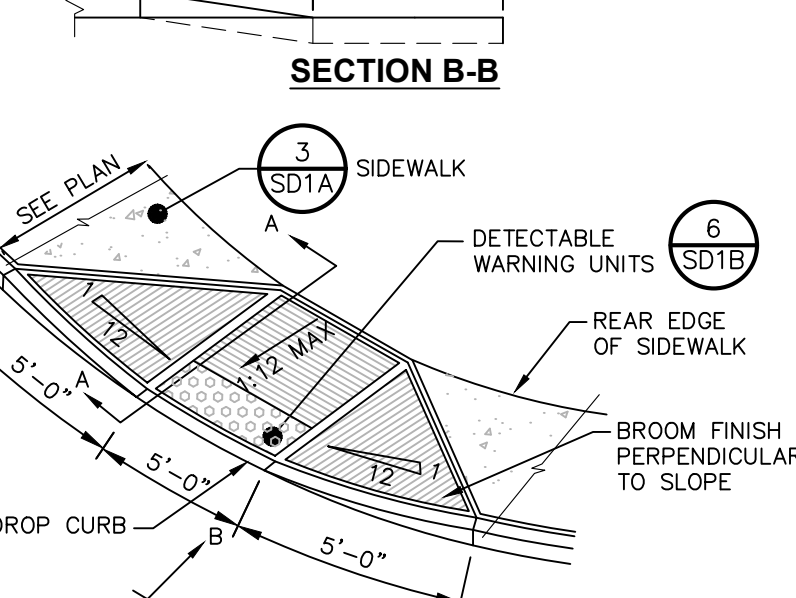 SECTION B-B
SEE PLAN
3
SD1A
SIDEWALK
A
DETECTABLE
WARNING UNITS
6
SD1B
REAR EDGE
OF SIDEWALK
1
12
1:12 MAX
5'-0"
A
5'-0"
12
1
BROOM FINISH
PERPENDICULAR
TO SLOPE
DROP CURB
B
5'-0"